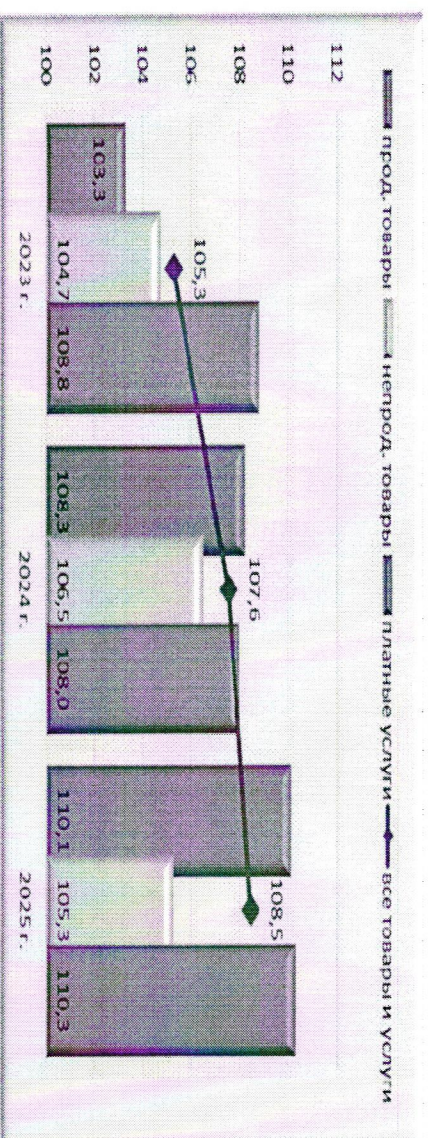 прод. товары непрод. товары платные услуги все товары и услуги
112
110
108
106
104
102
100
103,3 104,7 108,8 105,3
108,3 106,5 108,0 107,6
110,1 105,3 110,3 108,5
2023 г. 2024 г. 2025 г.